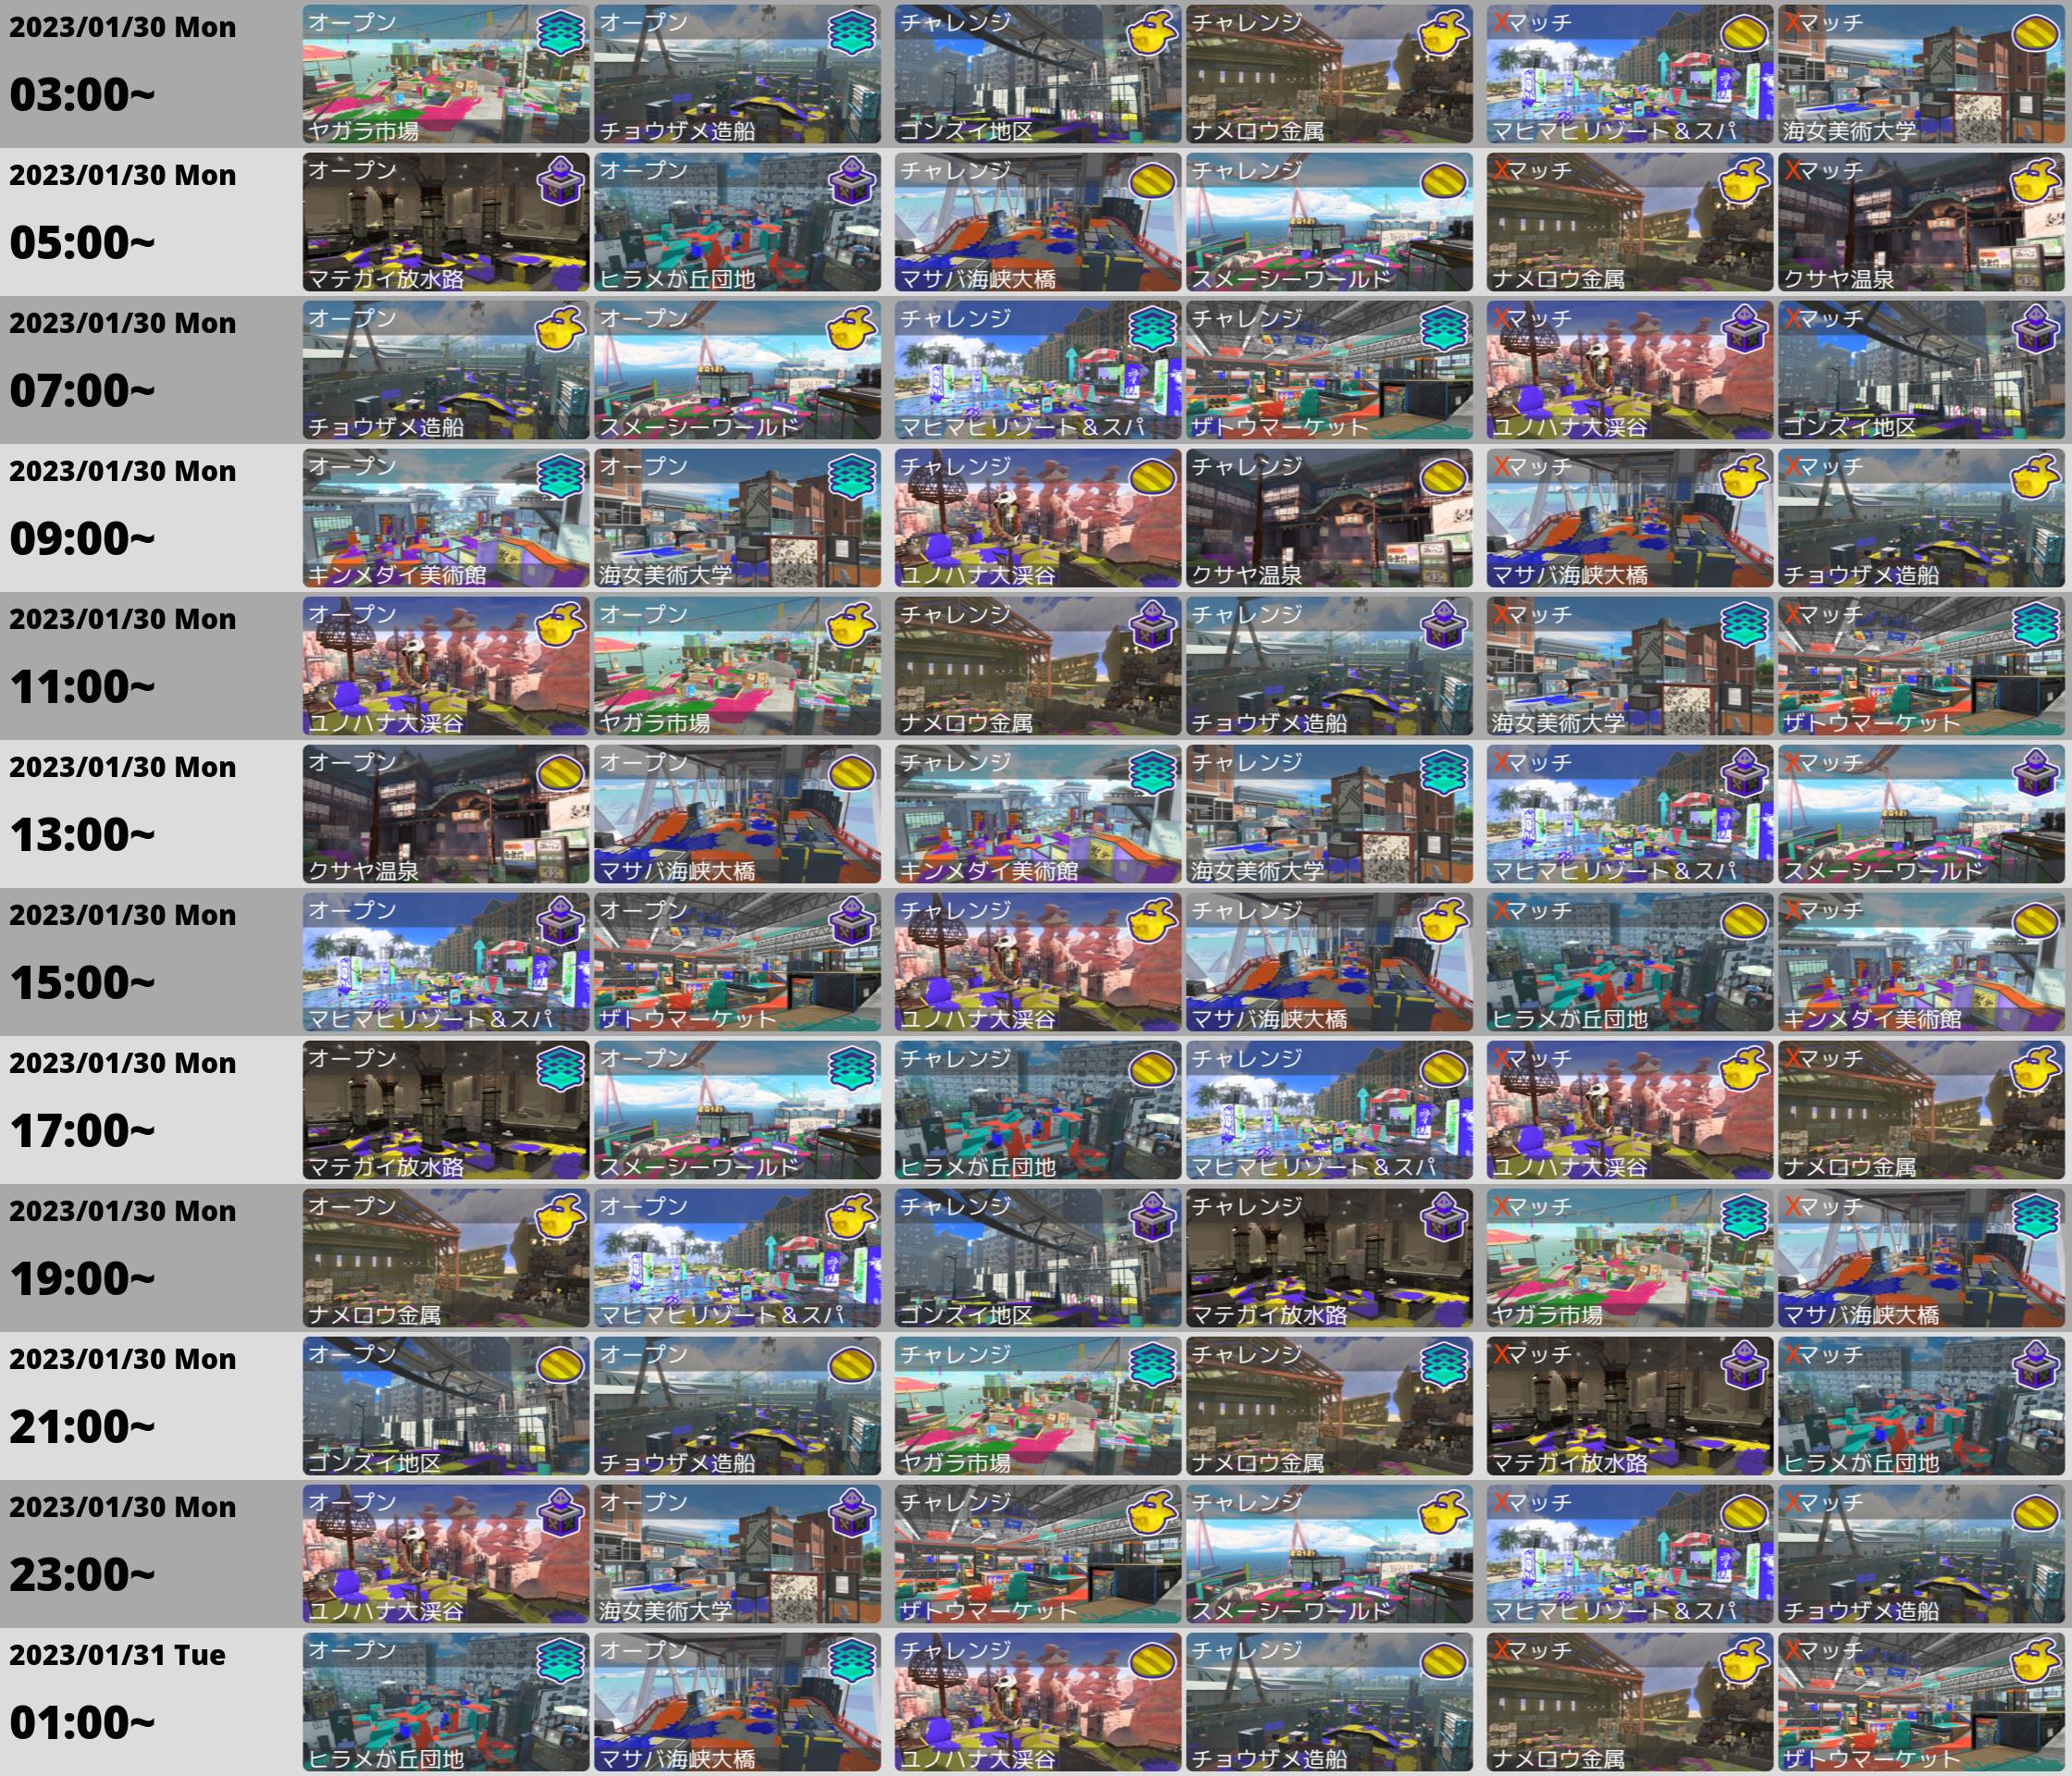 2023/01/30 Mon
03:00~
オープン オープン チャレンジ チャレンジ Xマッチ Xマッチ
ヤガラ市場 チョウザメ造船 ゴンズイ地区 ナメロウ金属 マヒマヒリゾート&スパ 海女美術大学
2023/01/30 Mon
05:00~
オープン オープン チャレンジ チャレンジ Xマッチ Xマッチ
マテガイ放水路 ヒラメが丘団地 マサバ海峡大橋 スメーシーワールド ナメロウ金属 クサヤ温泉
2023/01/30 Mon
07:00~
オープン オープン チャレンジ チャレンジ Xマッチ Xマッチ
チョウザメ造船 スメーシーワールド マヒマヒリゾート&スパ ザトウマーケット ユノハナ大渓谷 ゴンズイ地区
2023/01/30 Mon
09:00~
オープン オープン チャレンジ チャレンジ Xマッチ Xマッチ
キンメダイ美術館 海女美術大学 ユノハナ大渓谷 クサヤ温泉 マサバ海峡大橋 チョウザメ造船
2023/01/30 Mon
11:00~
オープン オープン チャレンジ チャレンジ Xマッチ Xマッチ
ユノハナ大渓谷 ヤガラ市場 ナメロウ金属 チョウザメ造船 海女美術大学 ザトウマーケット
2023/01/30 Mon
13:00~
オープン オープン チャレンジ チャレンジ Xマッチ Xマッチ
クサヤ温泉 マサバ海峡大橋 キンメダイ美術館 海女美術大学 マヒマヒリゾート&スパ スメーシーワールド
2023/01/30 Mon
15:00~
オープン オープン チャレンジ チャレンジ Xマッチ Xマッチ
マヒマヒリゾート&スパ ザトウマーケット ユノハナ大渓谷 マサバ海峡大橋 ヒラメが丘団地 キンメダイ美術館
2023/01/30 Mon
17:00~
オープン オープン チャレンジ チャレンジ Xマッチ Xマッチ
マテガイ放水路 スメーシーワールド ヒラメが丘団地 マヒマヒリゾート&スパ ユノハナ大渓谷 ナメロウ金属
2023/01/30 Mon
19:00~
オープン オープン チャレンジ チャレンジ Xマッチ Xマッチ
ナメロウ金属 マヒマヒリゾート&スパ ゴンズイ地区 マテガイ放水路 ヤガラ市場 マサバ海峡大橋
2023/01/30 Mon
21:00~
オープン オープン チャレンジ チャレンジ Xマッチ Xマッチ
ゴンズイ地区 チョウザメ造船 ヤガラ市場 ナメロウ金属 マテガイ放水路 ヒラメが丘団地
2023/01/30 Mon
23:00~
オープン オープン チャレンジ チャレンジ Xマッチ Xマッチ
ユノハナ大渓谷 海女美術大学 ザトウマーケット スメーシーワールド マヒマヒリゾート&スパ チョウザメ造船
2023/01/31 Tue
01:00~
オープン オープン チャレンジ チャレンジ Xマッチ Xマッチ
ヒラメが丘団地 マサバ海峡大橋 ユノハナ大渓谷 チョウザメ造船 ナメロウ金属 ザトウマーケット